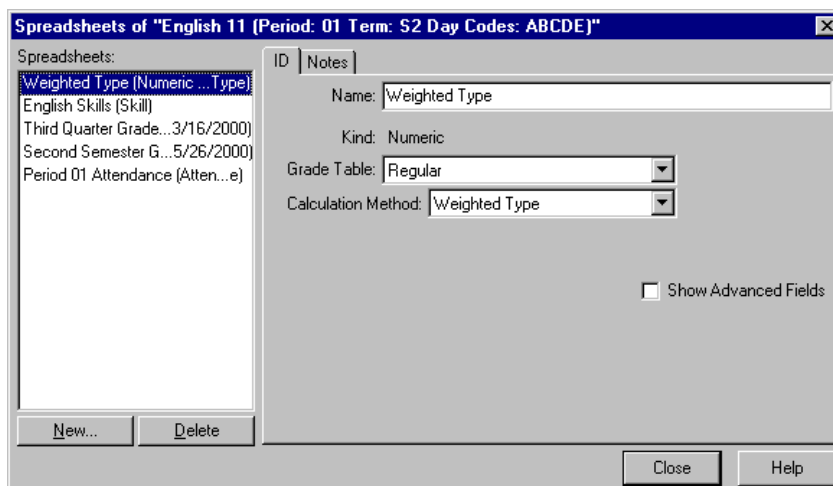 Spreadsheets of "English 11 (Period: 01 Term: S2 Day Codes: ABCDE)"
Spreadsheets:
Weighted Type (Numeric ...Type)
English Skills (Skill)
Third Quarter Grade...3/16/2000)
Second Semester G...5/26/2000)
Period 01 Attendance (Atten...e)
New...
Delete
ID
Notes
Name: Weighted Type
Kind: Numeric
Grade Table: Regular
Calculation Method: Weighted Type
Show Advanced Fields
Close
Help